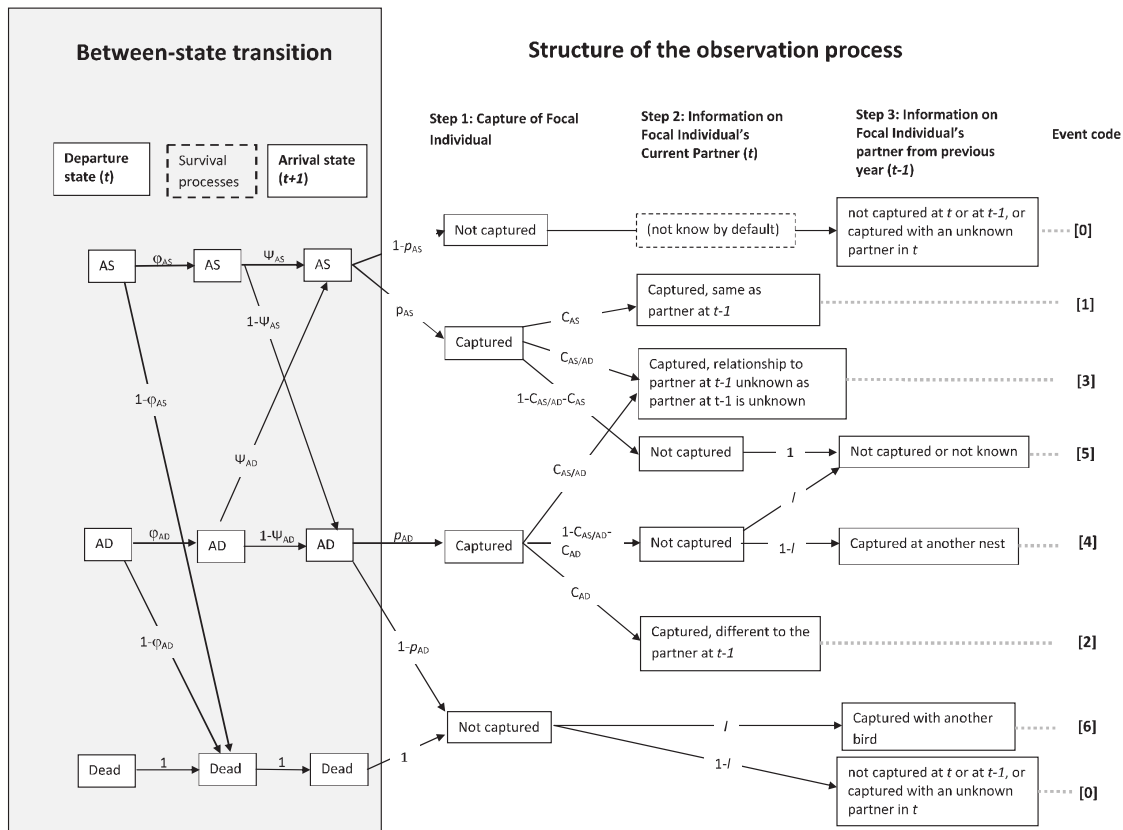 Between-state transition
Structure of the observation process
Step 1: Capture of Focal
Individual
Step 2: Information on
Focal Individual's
Current Partner (t)
Step 3: Information on
Focal Individual's
partner from previous
year (t-1)
Event code
Departure
state (t)
Survival
processes
Arrival state
(t+1)
Not captured
(not know by default)
not captured at t or at t-1, or
captured with an unknown
partner in t
[0]
1-pAS
AS
φAS
AS
ΨAS
AS
pAS
Captured, same as
partner at t-1
[1]
1-ΨAS
CAS
Captured
CAS/AD
Captured, relationship to
partner at t-1 unknown as
partner at t-1 is unknown
[3]
1-φAS
1-CAS/AD-CAS
Not captured
1
Not captured or not known
[5]
ΨAD
CAS/AD
l
AD
φAD
AD
1-ΨAD
AD
pAD
Captured
1-CAS/AD-
CAD
Not captured
1-l
Captured at another nest
[4]
CAD
1-φAD
1-pAD
Captured, different to the
partner at t-1
[2]
Not captured
l
Captured with another
bird
[6]
Dead
1
Dead
1
Dead
1
1-l
not captured at t or at t-1, or
captured with an unknown
partner in t
[0]